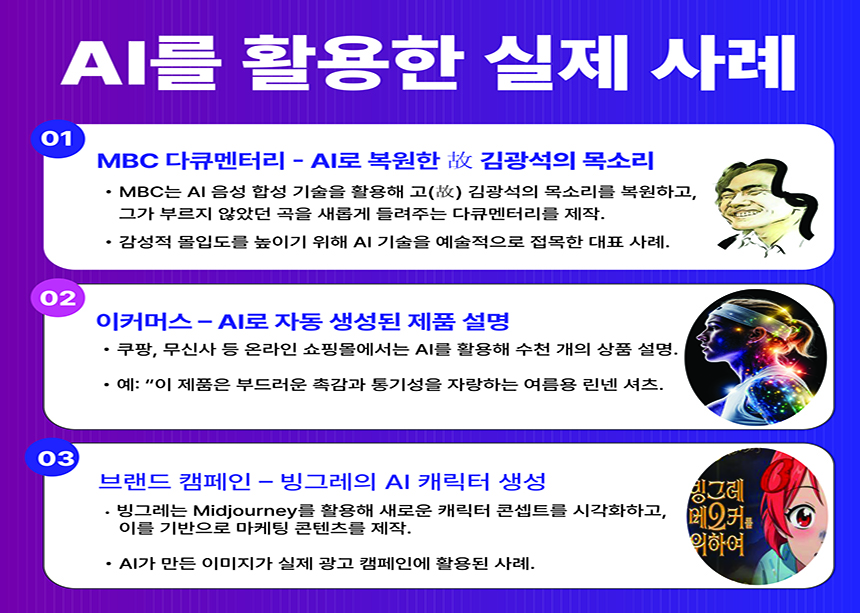 AI를 활용한 실제 사례
01
MBC 다큐멘터리 - AI로 복원한 故 김광석의 목소리
• MBC는 AI 음성 합성 기술을 활용해 고(故) 김광석의 목소리를 복원하고,
그가 부르지 않았던 곡을 새롭게 들려주는 다큐멘터리를 제작.
• 감성적 몰입도를 높이기 위해 AI 기술을 예술적으로 접목한 대표 사례.
02
이커머스 – AI로 자동 생성된 제품 설명
• 쿠팡, 무신사 등 온라인 쇼핑몰에서는 AI를 활용해 수천 개의 상품 설명.
• 예: “이 제품은 부드러운 촉감과 통기성을 자랑하는 여름용 린넨 셔츠.
03
브랜드 캠페인 – 빙그레의 AI 캐릭터 생성
• 빙그레는 Midjourney를 활용해 새로운 캐릭터 콘셉트를 시각화하고,
이를 기반으로 마케팅 콘텐츠를 제작.
• AI가 만든 이미지가 실제 광고 캠페인에 활용된 사례.
빙그레
메이커를
위하여